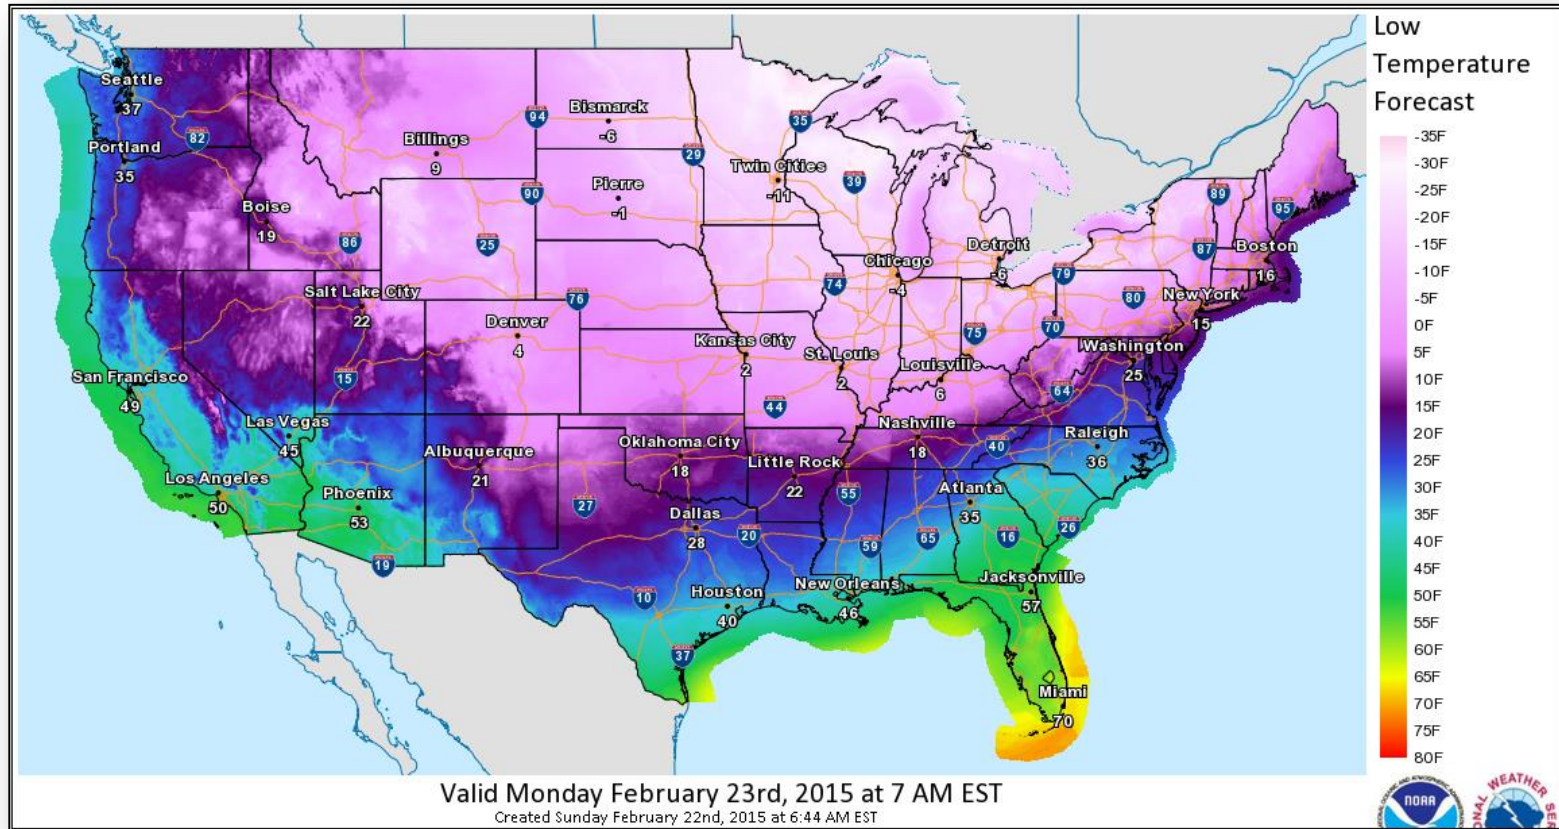 Low
Temperature
Forecast
-35F
-30F
-25F
-20F
-15F
-10F
-5F
0F
5F
10F
15F
20F
25F
30F
35F
40F
45F
50F
55F
60F
65F
70F
75F
80F
Seattle
37
82
Portland
35
Boise
19
86
Billings
9
94
Bismarck
-6
29
Pierre
-1
90
25
35
Twin Cities
-11
39
Detroit
-6
Chicago
-4
74
89
95
87
Boston
16
79
80
New York
15
Salt Lake City
22
15
76
Denver
4
Kansas City
2
St. Louis
2
75
70
Louisville
6
Washington
25
64
San Francisco
49
Las Vegas
45
Los Angeles
50
Phoenix
53
19
Albuquerque
21
44
Oklahoma City
18
27
Little Rock
22
Nashville
18
40
Raleigh
36
Dallas
28
20
55
59
65
Atlanta
35
16
26
10
Houston
40
37
New Orleans
46
Jacksonville
57
Miami
70
Valid Monday February 23rd, 2015 at 7 AM EST
Created Sunday February 22nd, 2015 at 6:44 AM EST
NOAA
WEATHER